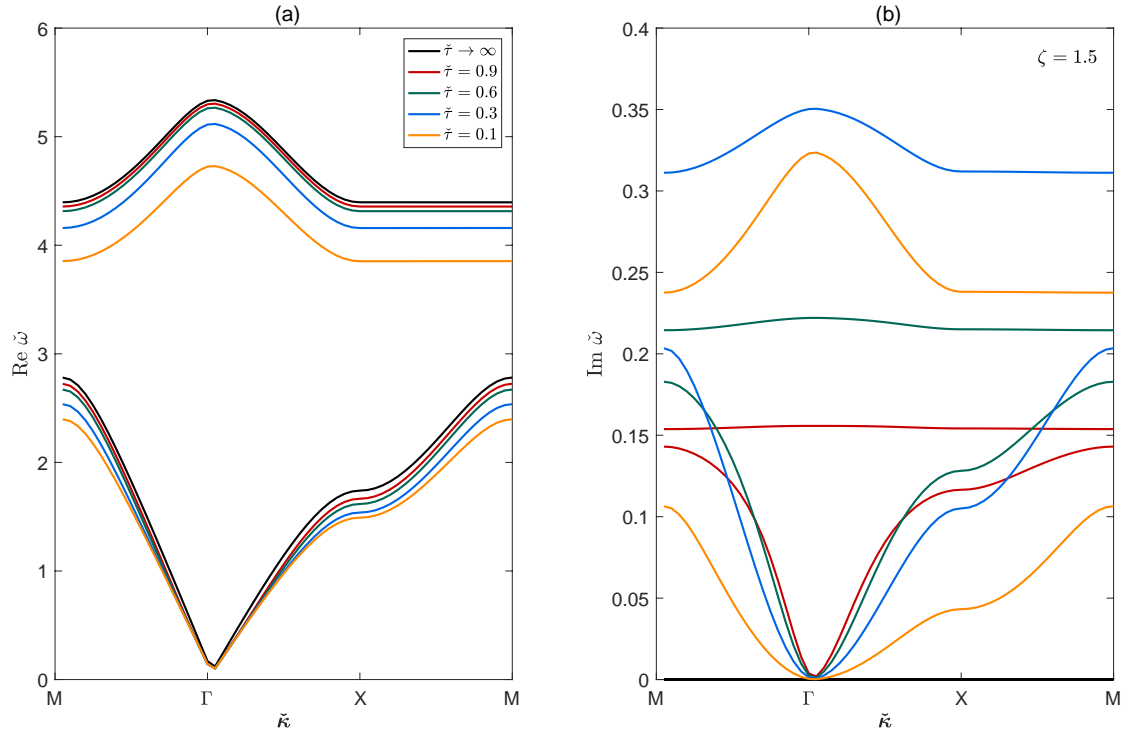 (a)
6
5
4
3
2
1
0
Re ω̆
M Γ X M
κ̆
τ̆ → ∞
τ̆ = 0.9
τ̆ = 0.6
τ̆ = 0.3
τ̆ = 0.1
(b)
0.4
0.35
0.3
0.25
0.2
0.15
0.1
0.05
0
Im ω̆
M Γ X M
κ̆
ζ = 1.5